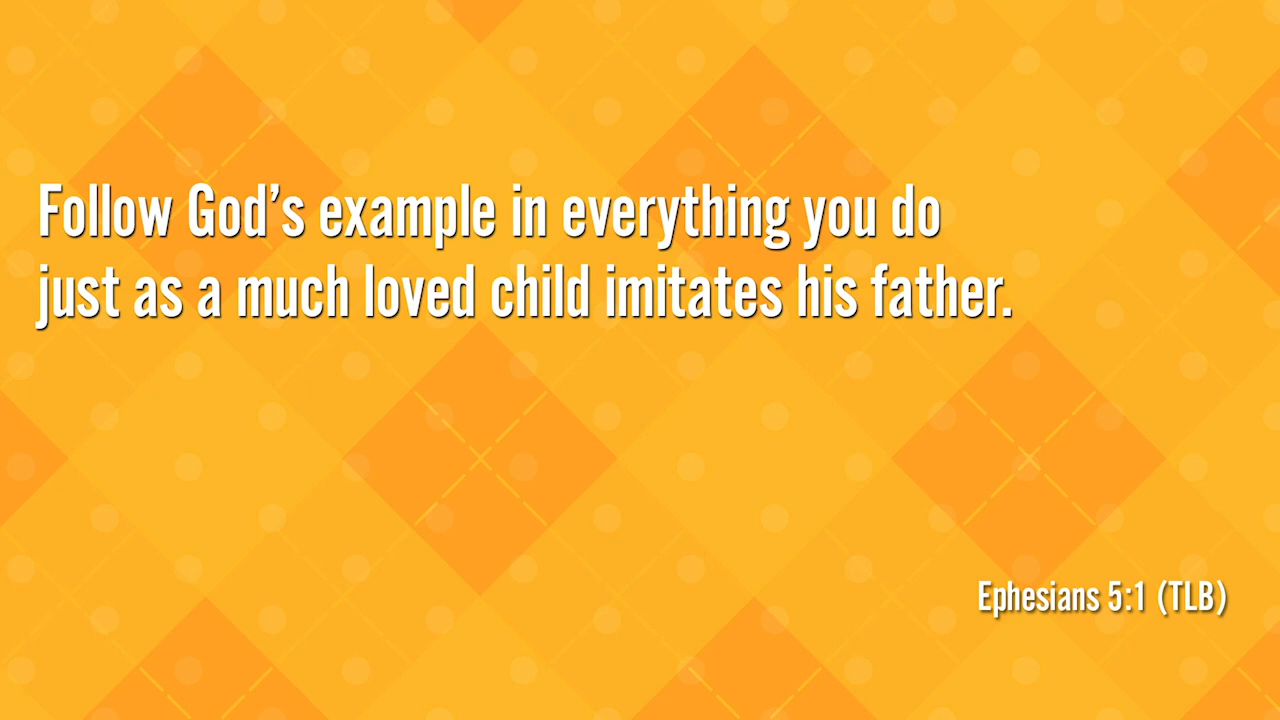 Follow God’s example in everything you do
just as a much loved child imitates his father.
Ephesians 5:1 (TLB)